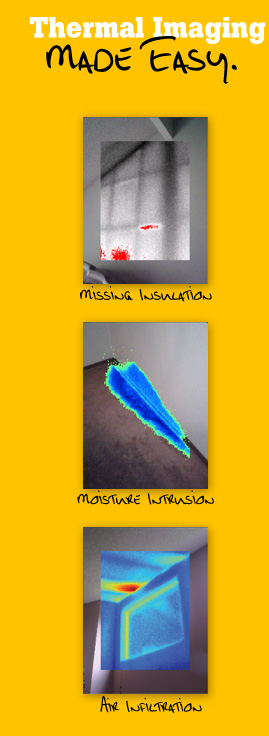 Thermal Imaging
MADE EASY.
MISSING INSULATION
MOISTURE INTRUSION
AIR INFILTRATION